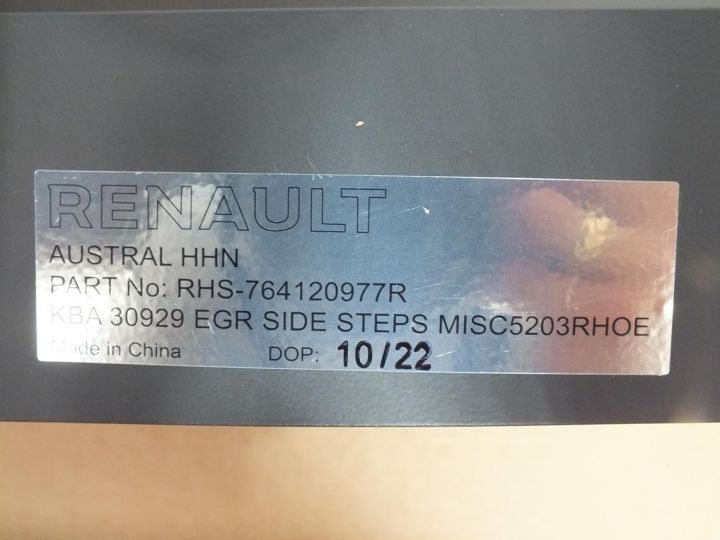 RENAULT
AUSTRAL HHN
PART No: RHS-764120977R
KBA 30929 EGR SIDE STEPS MISC5203RHOE
Made in China DOP: 10/22